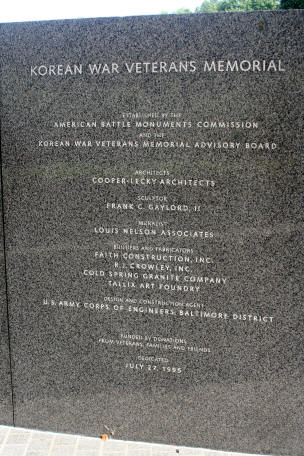 KOREAN WAR VETERANS MEMORIAL
ESTABLISHED BY THE
AMERICAN BATTLE MONUMENTS COMMISSION
AND THE
KOREAN WAR VETERANS MEMORIAL ADVISORY BOARD
ARCHITECTS
COOPER-LECKY ARCHITECTS
SCULPTOR
FRANK C. GAYLORD, II
MURALIST
LOUIS NELSON ASSOCIATES
BUILDERS AND FABRICATORS
FAITH CONSTRUCTION, INC.
R.J. CROWLEY, INC.
COLD SPRING GRANITE COMPANY
TALLIX ART FOUNDRY
DESIGN AND CONSTRUCTION AGENT
U.S. ARMY CORPS OF ENGINEERS, BALTIMORE DISTRICT
FUNDED BY DONATIONS
FROM VETERANS, FAMILIES AND FRIENDS
DEDICATED
JULY 27, 1995